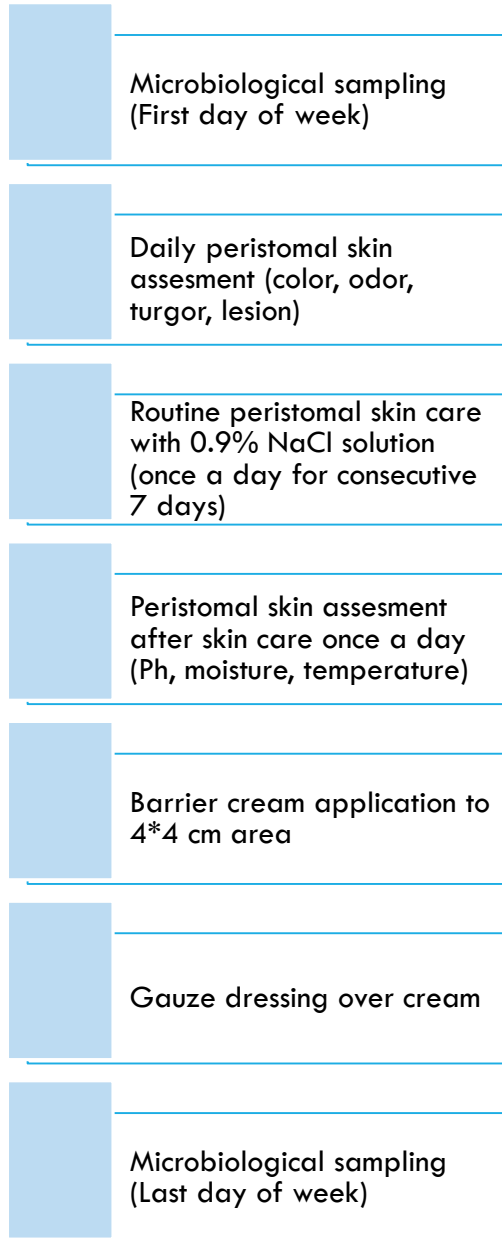 Microbiological sampling
(First day of week)
Daily peristomal skin
assesment (color, odor,
turgor, lesion)
Routine peristomal skin care
with 0.9% NaCl solution
(once a day for consecutive
7 days)
Peristomal skin assesment
after skin care once a day
(Ph, moisture, temperature)
Barrier cream application to
4*4 cm area
Gauze dressing over cream
Microbiological sampling
(Last day of week)